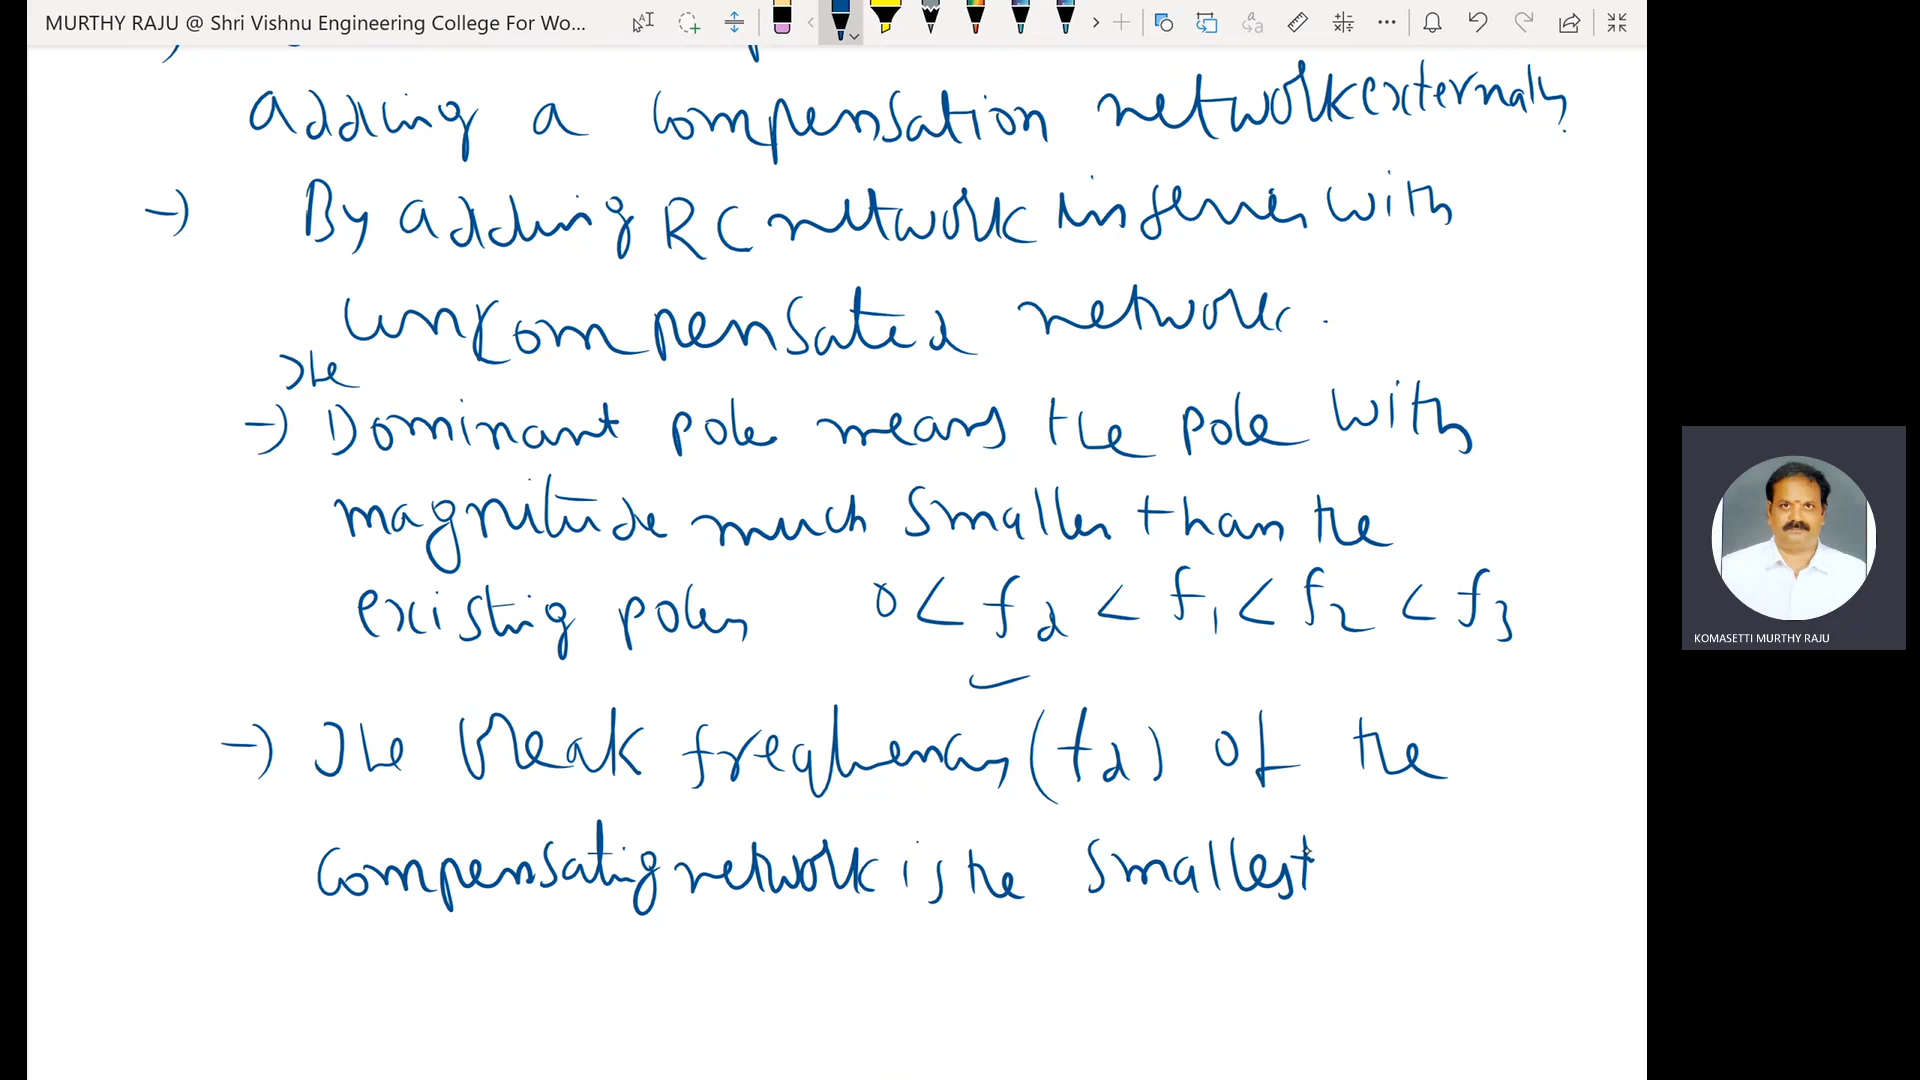 MURTHY RAJU @ Shri Vishnu Engineering College For Wo...
adding a compensation network externally
→) By adding RC network in series with
uncompensated network.
The
→) Dominant pole means the pole with
magnitude much smaller than the
existing poles 0 < fd < f1 < f2 < f3
→) The break frequency (fd) of the
compensating network is the smallest
KOMASETTI MURTHY RAJU